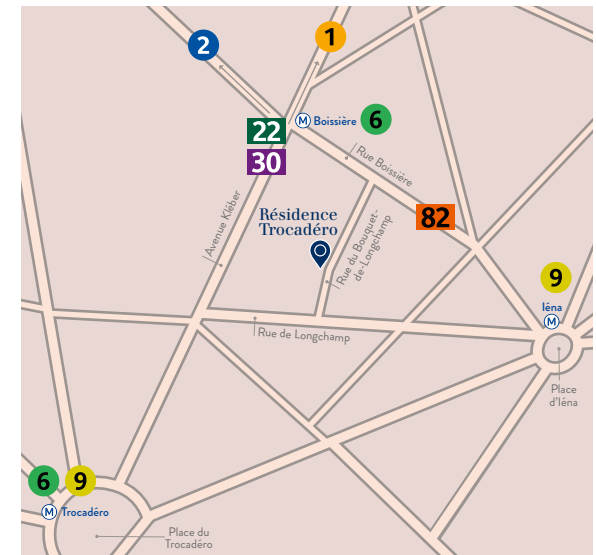 1
2
M Boissière 6
22
30
Rue Boissière
Avenue Kléber
Résidence
Trocadéro
82
Rue du Bouquet-
de-Longchamp
9
Iéna
M
Rue de Longchamp
Place
d'Iéna
6 9
M Trocadéro
Place du
Trocadéro